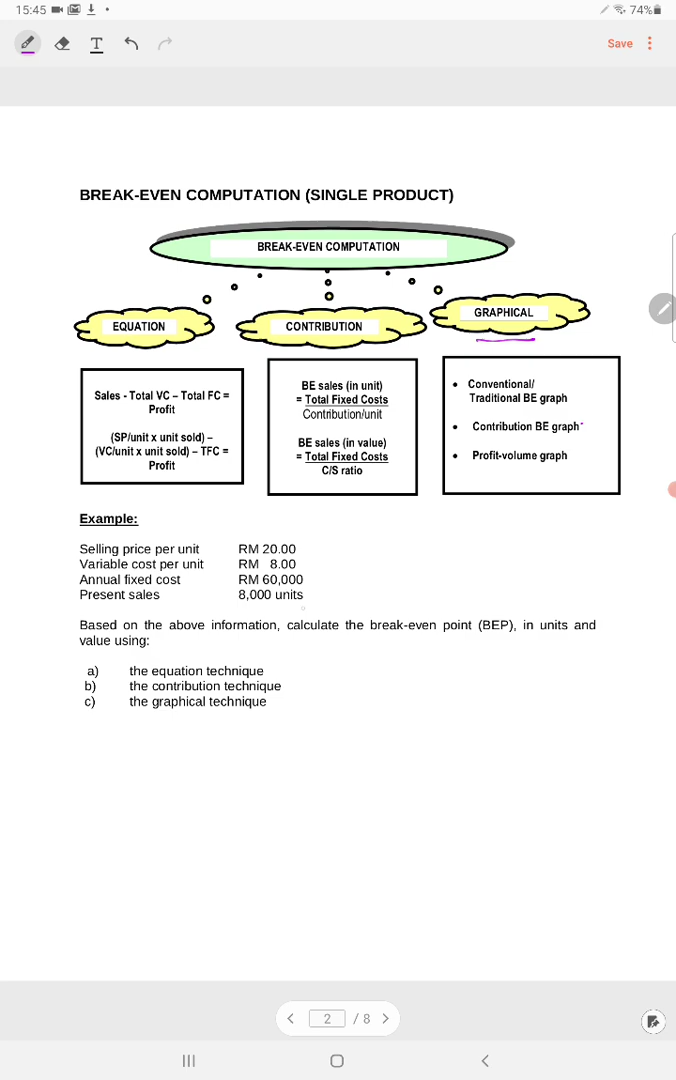 15:45
74%
T
Save
BREAK-EVEN COMPUTATION (SINGLE PRODUCT)
BREAK-EVEN COMPUTATION
EQUATION
CONTRIBUTION
GRAPHICAL
Sales - Total VC – Total FC =
Profit
(SP/unit x unit sold) –
(VC/unit x unit sold) – TFC =
Profit
BE sales (in unit)
= Total Fixed Costs
Contribution/unit
BE sales (in value)
= Total Fixed Costs
C/S ratio
• Conventional/
Traditional BE graph
• Contribution BE graph
• Profit-volume graph
Example:
Selling price per unit RM 20.00
Variable cost per unit RM 8.00
Annual fixed cost RM 60,000
Present sales 8,000 units
Based on the above information, calculate the break-even point (BEP), in units and
value using:
a) the equation technique
b) the contribution technique
c) the graphical technique
2 / 8